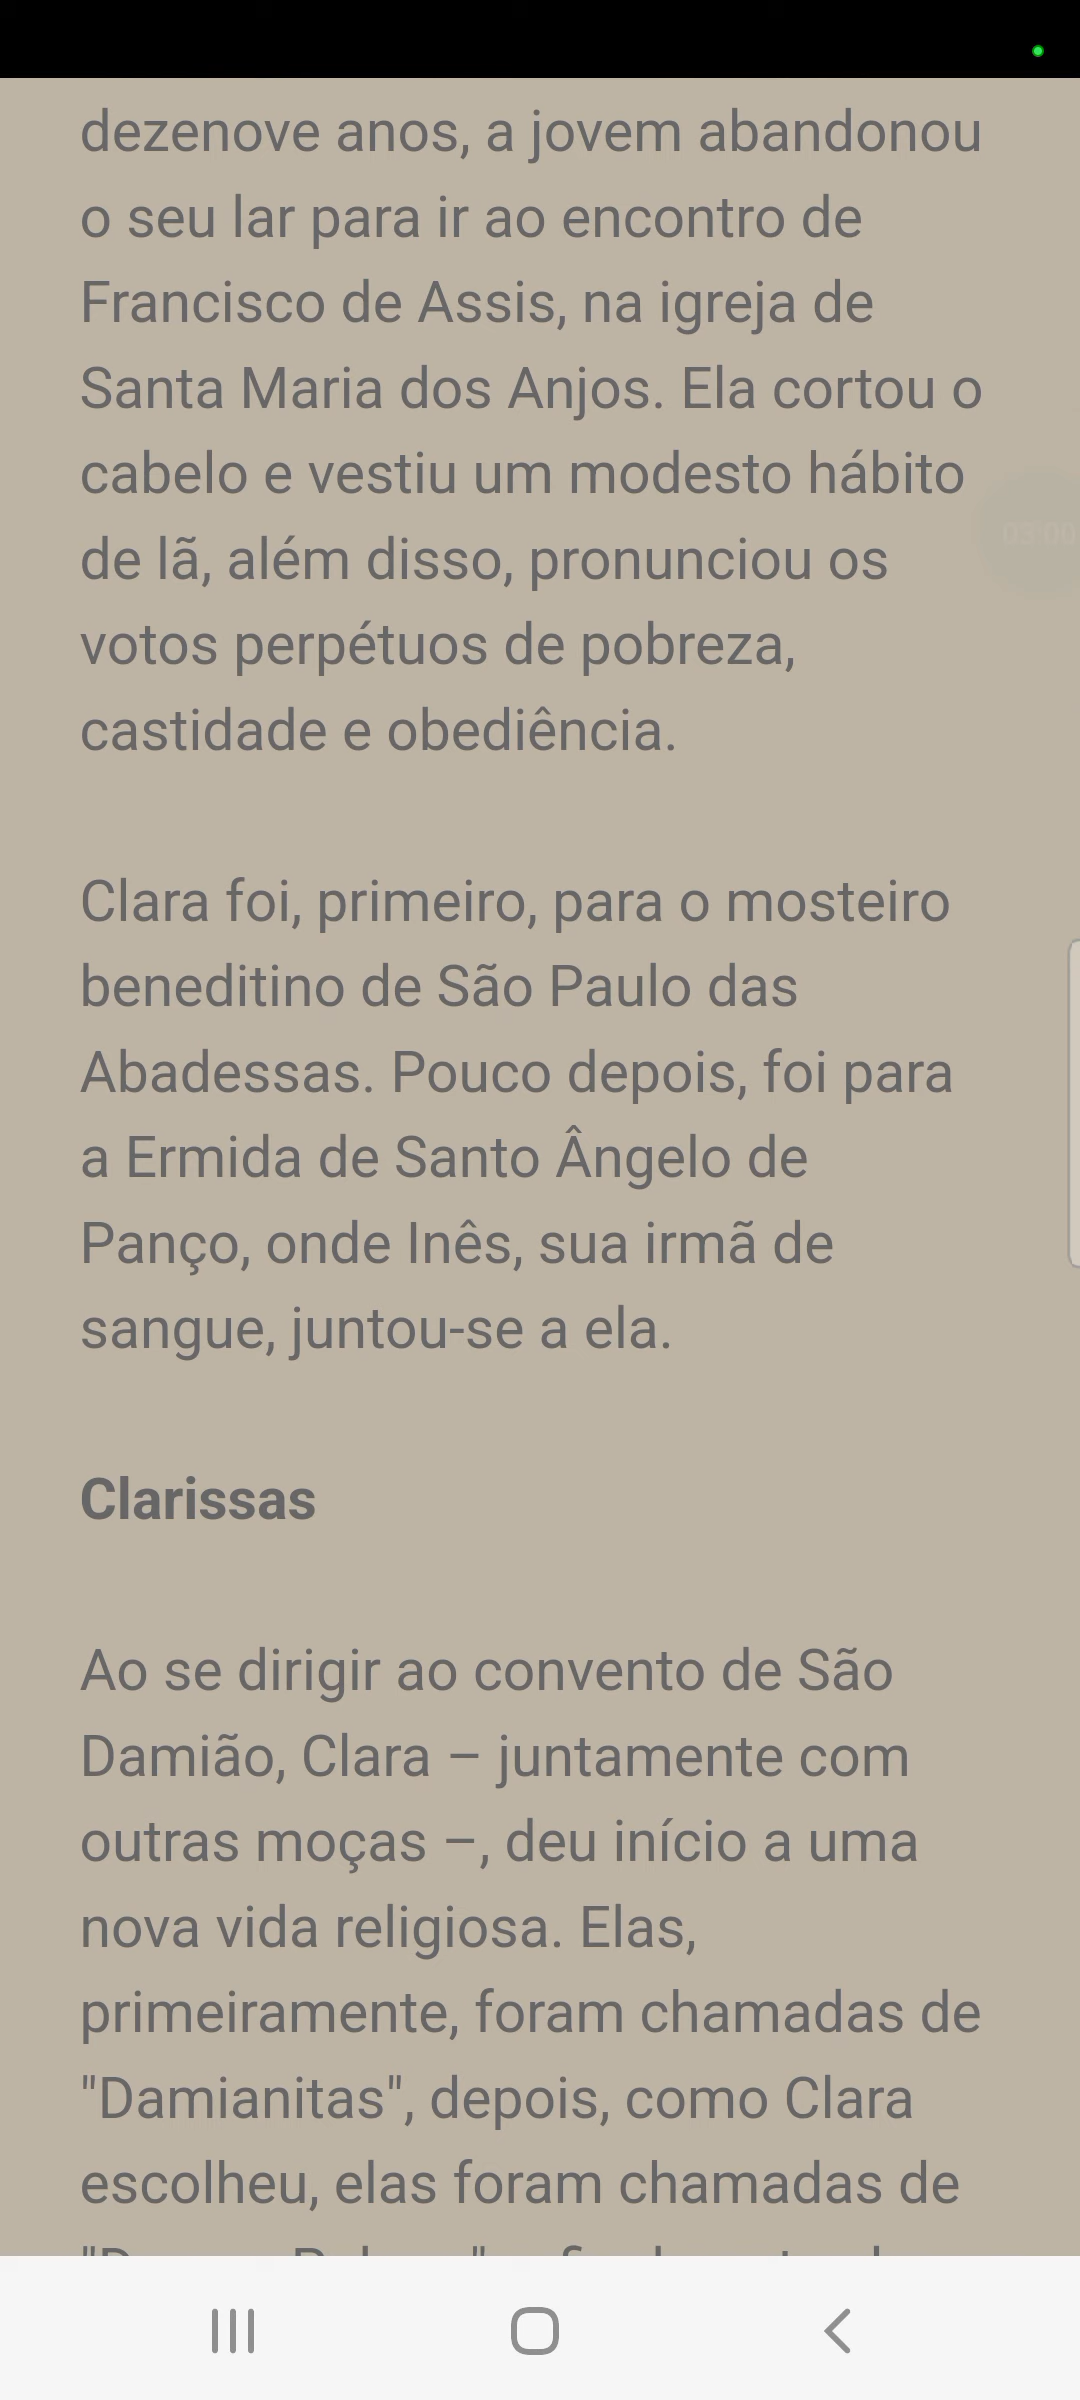 dezenove anos, a jovem abandonou
o seu lar para ir ao encontro de
Francisco de Assis, na igreja de
Santa Maria dos Anjos. Ela cortou o
cabelo e vestiu um modesto hábito
03:00
de lã, além disso, pronunciou os
votos perpétuos de pobreza,
castidade e obediência.
Clara foi, primeiro, para o mosteiro
beneditino de São Paulo das
Abadessas. Pouco depois, foi para
a Ermida de Santo Ângelo de
Panço, onde Inês, sua irmã de
sangue, juntou-se a ela.
Clarissas
Ao se dirigir ao convento de São
Damião, Clara – juntamente com
outras moças –, deu início a uma
nova vida religiosa. Elas,
primeiramente, foram chamadas de
"Damianitas", depois, como Clara
escolheu, elas foram chamadas de